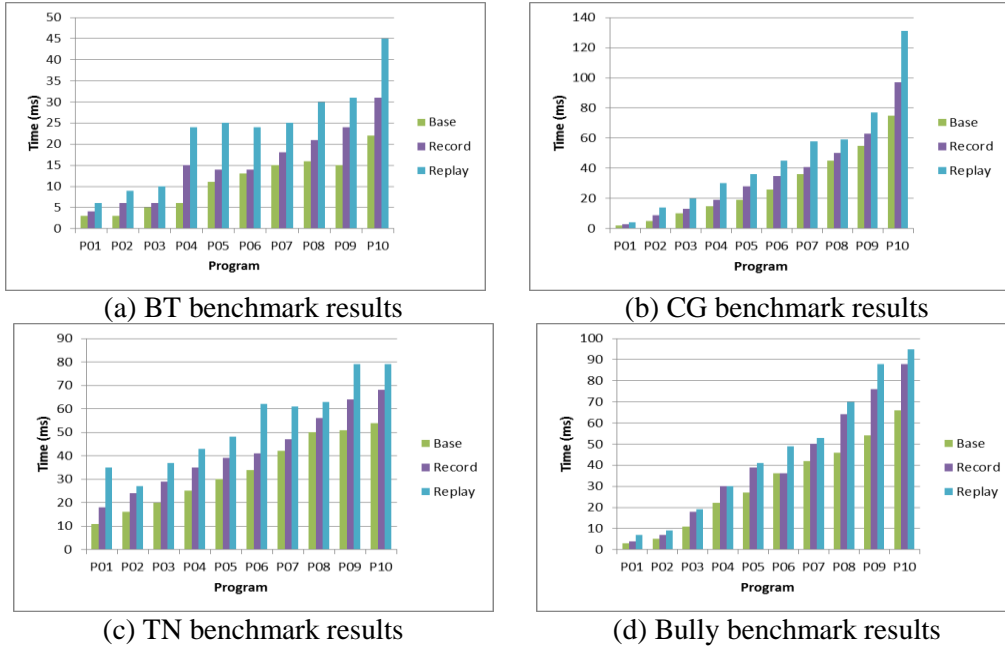 50
45
40
35
30
25
20
15
10
5
0
Time (ms)
P01 P02 P03 P04 P05 P06 P07 P08 P09 P10
Program
Base
Record
Replay
(a) BT benchmark results
140
120
100
80
60
40
20
0
Time (ms)
P01 P02 P03 P04 P05 P06 P07 P08 P09 P10
Program
Base
Record
Replay
(b) CG benchmark results
90
80
70
60
50
40
30
20
10
0
Time (ms)
P01 P02 P03 P04 P05 P06 P07 P08 P09 P10
Program
Base
Record
Replay
(c) TN benchmark results
100
90
80
70
60
50
40
30
20
10
0
Time (ms)
P01 P02 P03 P04 P05 P06 P07 P08 P09 P10
Program
Base
Record
Replay
(d) Bully benchmark results